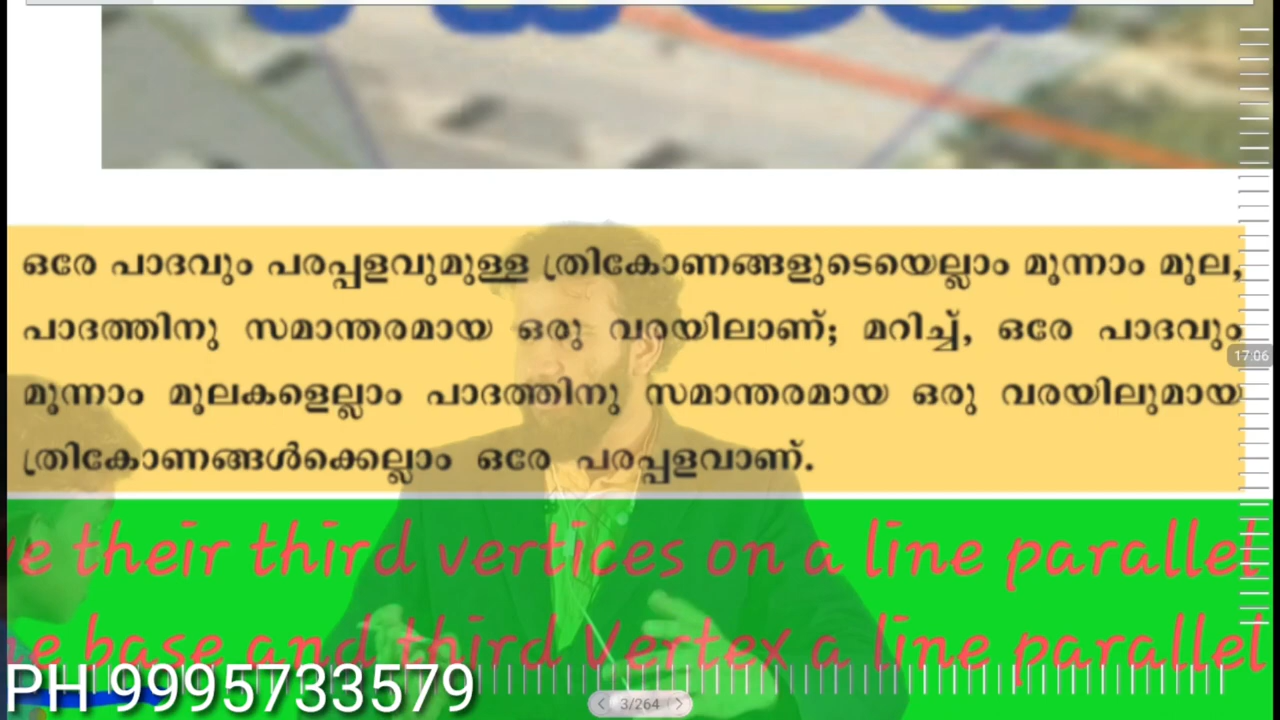 ഒരേ പാദവും പരപ്പളവുമുള്ള ത്രികോണങ്ങളുടെയെല്ലാം മൂന്നാം മൂല,
പാദത്തിനു സമാന്തരമായ ഒരു വരയിലാണ്; മറിച്ച്, ഒരേ പാദവും
17:06
മൂന്നാം മൂലകളെല്ലാം പാദത്തിനു സമാന്തരമായ ഒരു വരയിലുമായ
ത്രികോണങ്ങൾക്കെല്ലാം ഒരേ പരപ്പളവാണ്.
their third vertices on a line parallel
base and third Vertex a line parallel
PH 9995733579
3/264